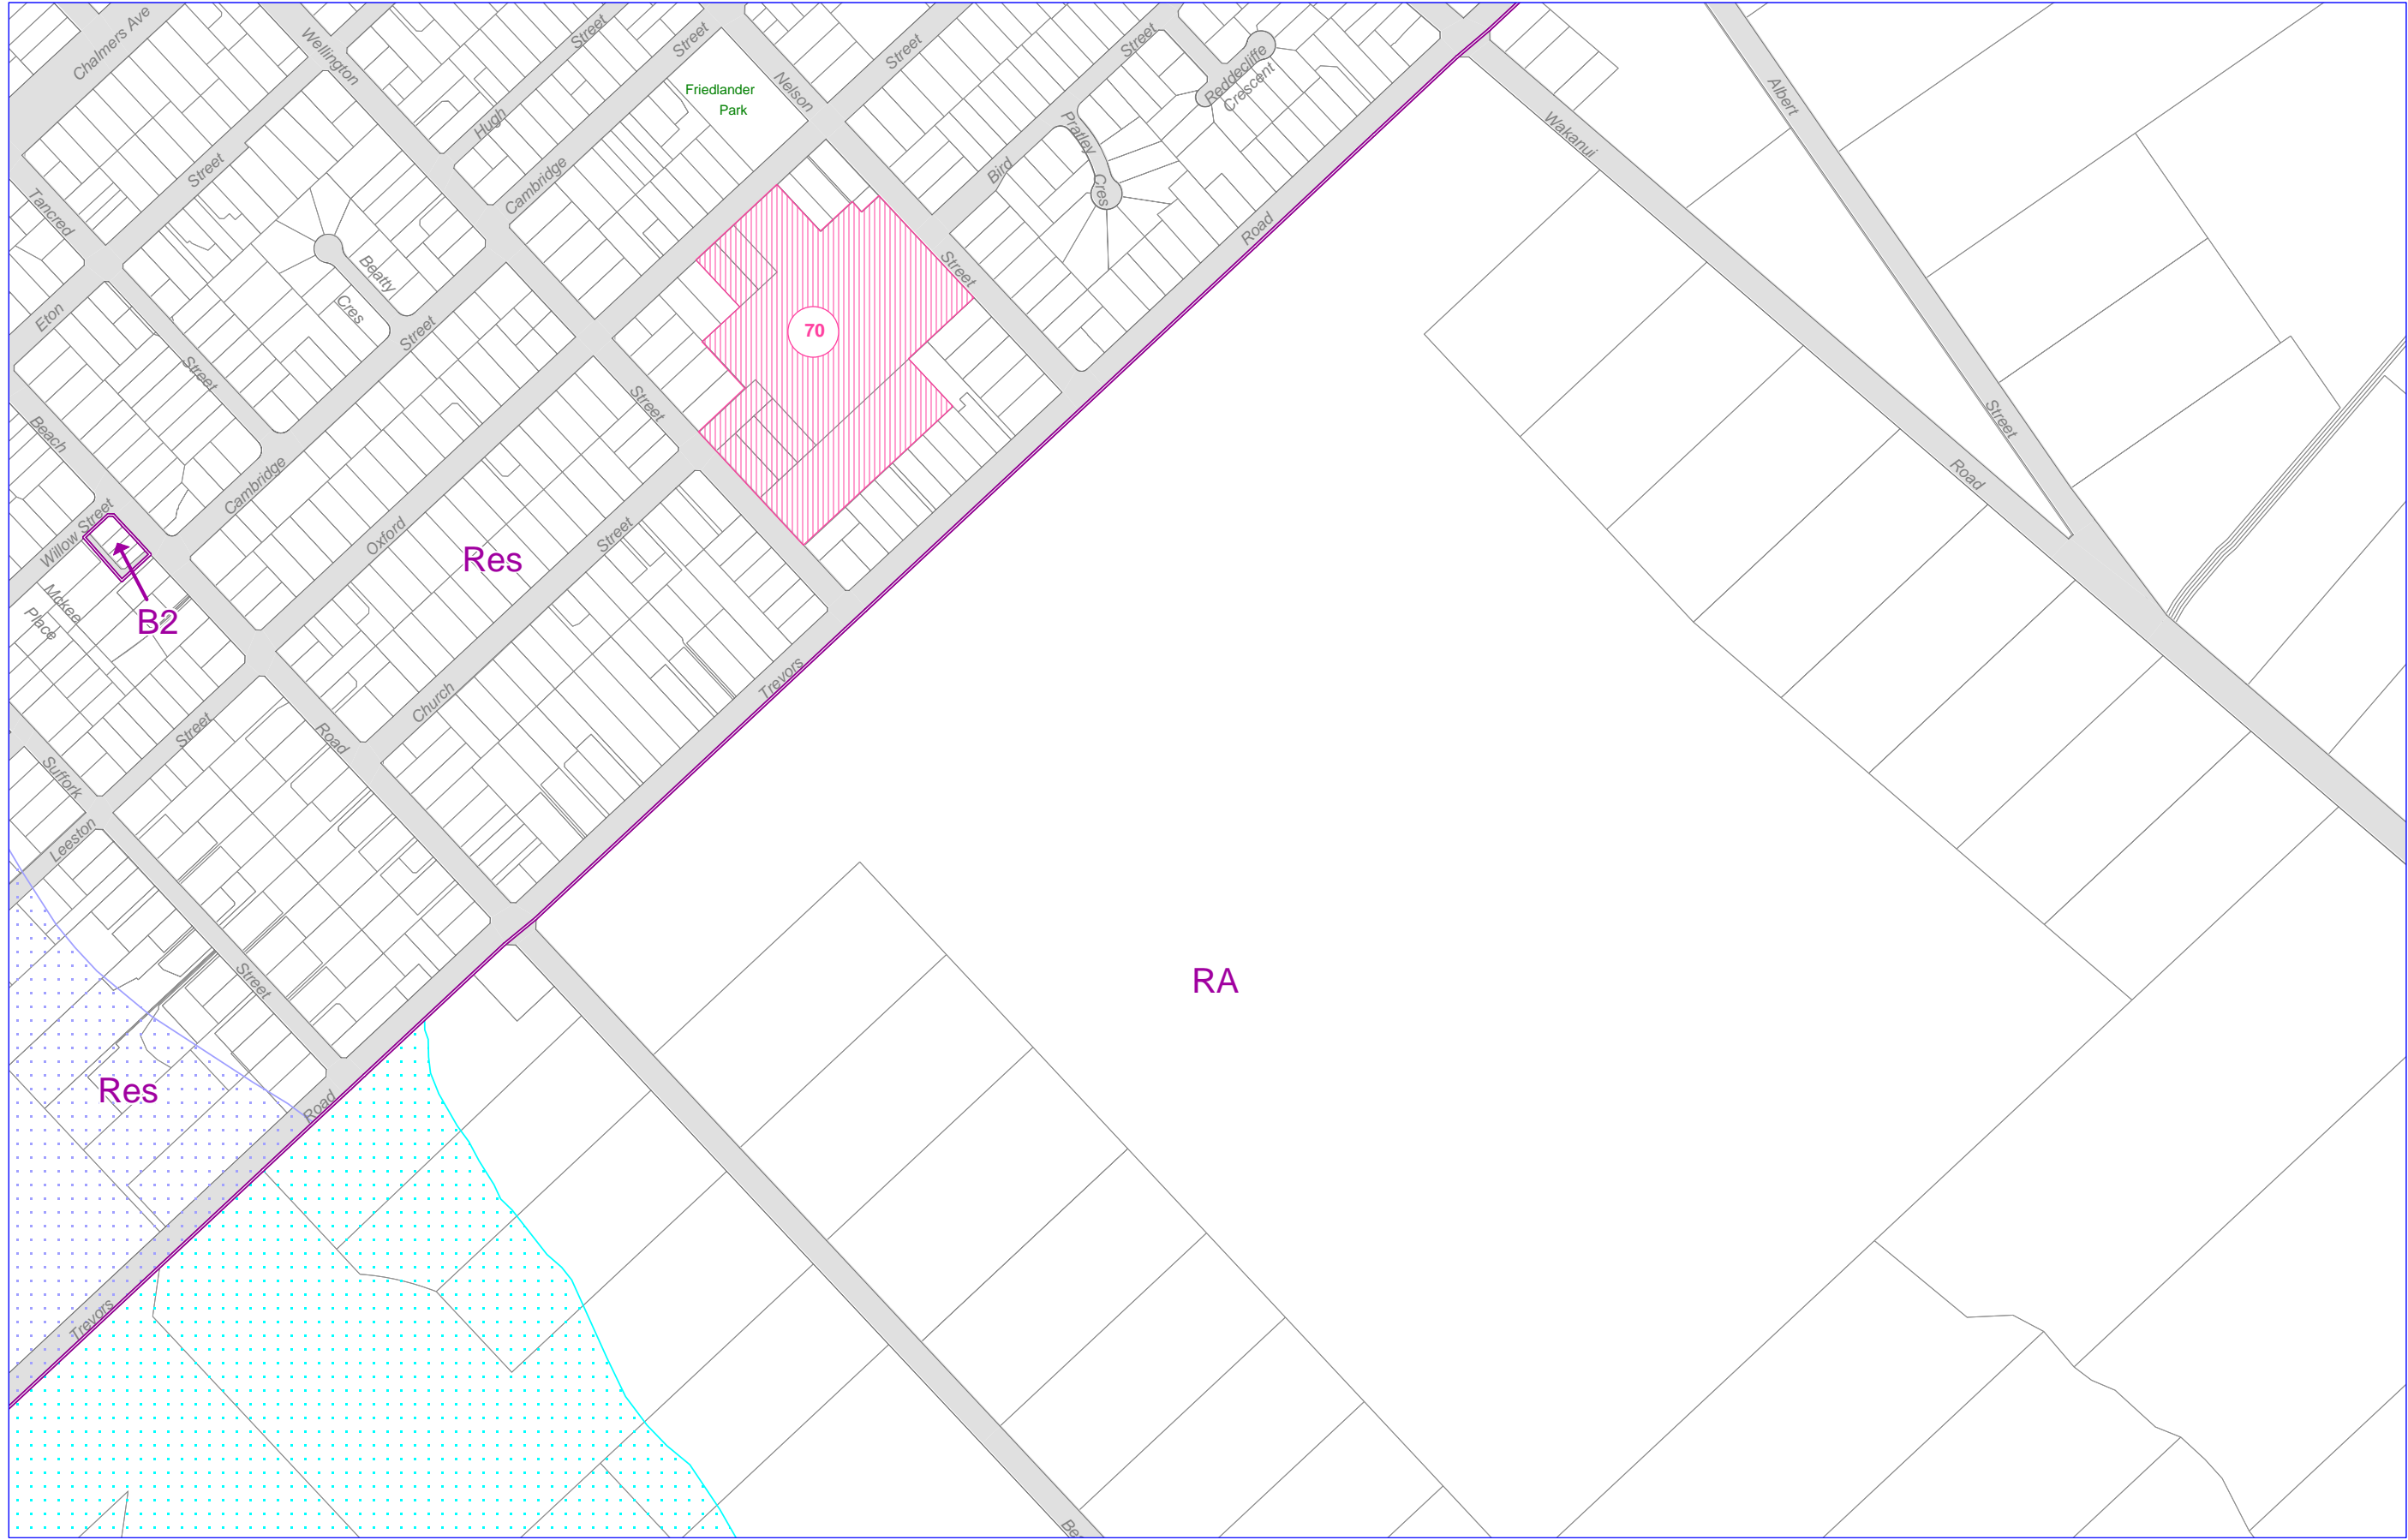 Chalmers Ave
Wellington
Street
Street
Nelson
Street
Street
Reddecliffe
Crescent
Albert
Friedlander
Park
Hugh
Pratley
Cres
Wakanui
Street
Cambridge
Bird
Tancred
Beatty
Cres
Street
Road
Eton
Street
70
Street
Street
Street
Beach
Cambridge
Road
Willow Street
Oxford
Res
Street
Mckee
Place
B2
Trevors
Church
Street
Road
Suffork
Leeston
Street
RA
Res
Road
Trevors